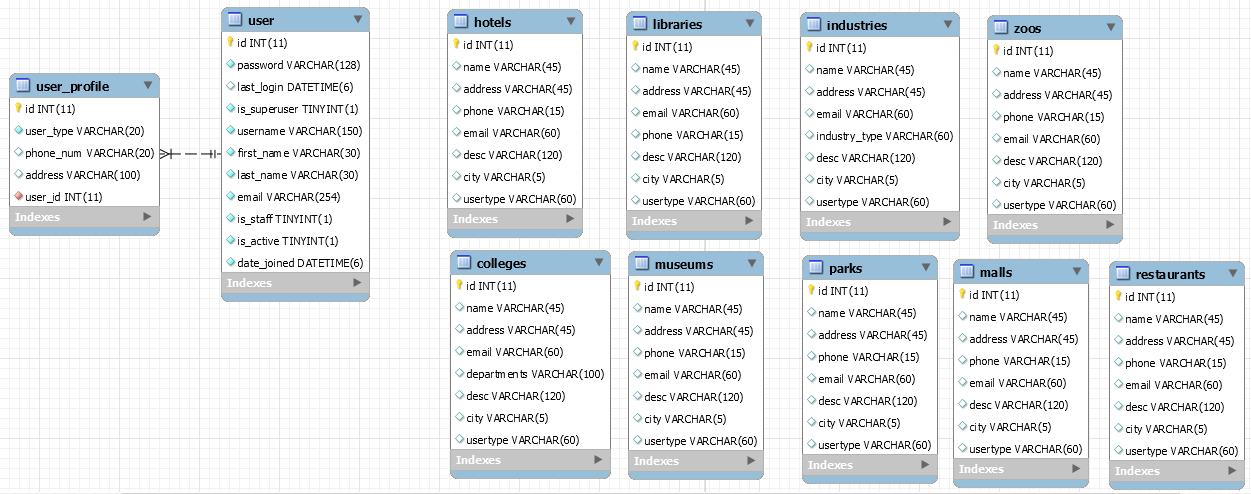 user_profile
id INT(11)
user_type VARCHAR(20)
phone_num VARCHAR(20)
address VARCHAR(100)
user_id INT(11)
Indexes
user
id INT(11)
password VARCHAR(128)
last_login DATETIME(6)
is_superuser TINYINT(1)
username VARCHAR(150)
first_name VARCHAR(30)
last_name VARCHAR(30)
email VARCHAR(254)
is_staff TINYINT(1)
is_active TINYINT(1)
date_joined DATETIME(6)
Indexes
hotels
id INT(11)
name VARCHAR(45)
address VARCHAR(45)
phone VARCHAR(15)
email VARCHAR(60)
desc VARCHAR(120)
city VARCHAR(5)
usertype VARCHAR(60)
Indexes
libraries
id INT(11)
name VARCHAR(45)
address VARCHAR(45)
email VARCHAR(60)
phone VARCHAR(15)
desc VARCHAR(120)
city VARCHAR(5)
usertype VARCHAR(60)
Indexes
industries
id INT(11)
name VARCHAR(45)
address VARCHAR(45)
email VARCHAR(60)
industry_type VARCHAR(60)
desc VARCHAR(120)
city VARCHAR(5)
usertype VARCHAR(60)
Indexes
zoos
id INT(11)
name VARCHAR(45)
address VARCHAR(45)
phone VARCHAR(15)
email VARCHAR(60)
desc VARCHAR(120)
city VARCHAR(5)
usertype VARCHAR(60)
Indexes
colleges
id INT(11)
name VARCHAR(45)
address VARCHAR(45)
email VARCHAR(60)
departments VARCHAR(100)
desc VARCHAR(120)
city VARCHAR(5)
usertype VARCHAR(60)
Indexes
museums
id INT(11)
name VARCHAR(45)
address VARCHAR(45)
phone VARCHAR(15)
email VARCHAR(60)
desc VARCHAR(120)
city VARCHAR(5)
usertype VARCHAR(60)
Indexes
parks
id INT(11)
name VARCHAR(45)
address VARCHAR(45)
phone VARCHAR(15)
email VARCHAR(60)
desc VARCHAR(120)
city VARCHAR(5)
usertype VARCHAR(60)
Indexes
malls
id INT(11)
name VARCHAR(45)
address VARCHAR(45)
phone VARCHAR(15)
email VARCHAR(60)
desc VARCHAR(120)
city VARCHAR(5)
usertype VARCHAR(60)
Indexes
restaurants
id INT(11)
name VARCHAR(45)
address VARCHAR(45)
phone VARCHAR(15)
email VARCHAR(60)
desc VARCHAR(120)
city VARCHAR(5)
usertype VARCHAR(60)
Indexes